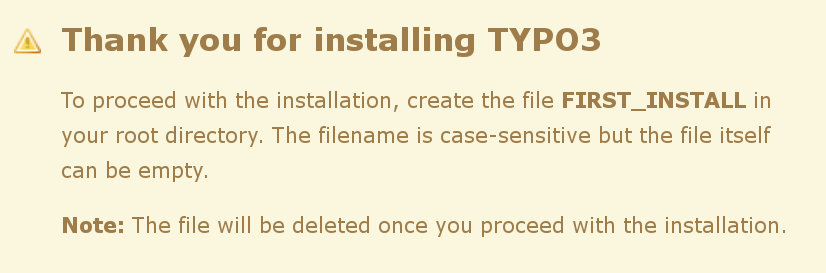 Thank you for installing TYPO3
To proceed with the installation, create the file FIRST_INSTALL in
your root directory. The filename is case-sensitive but the file itself
can be empty.
Note: The file will be deleted once you proceed with the installation.